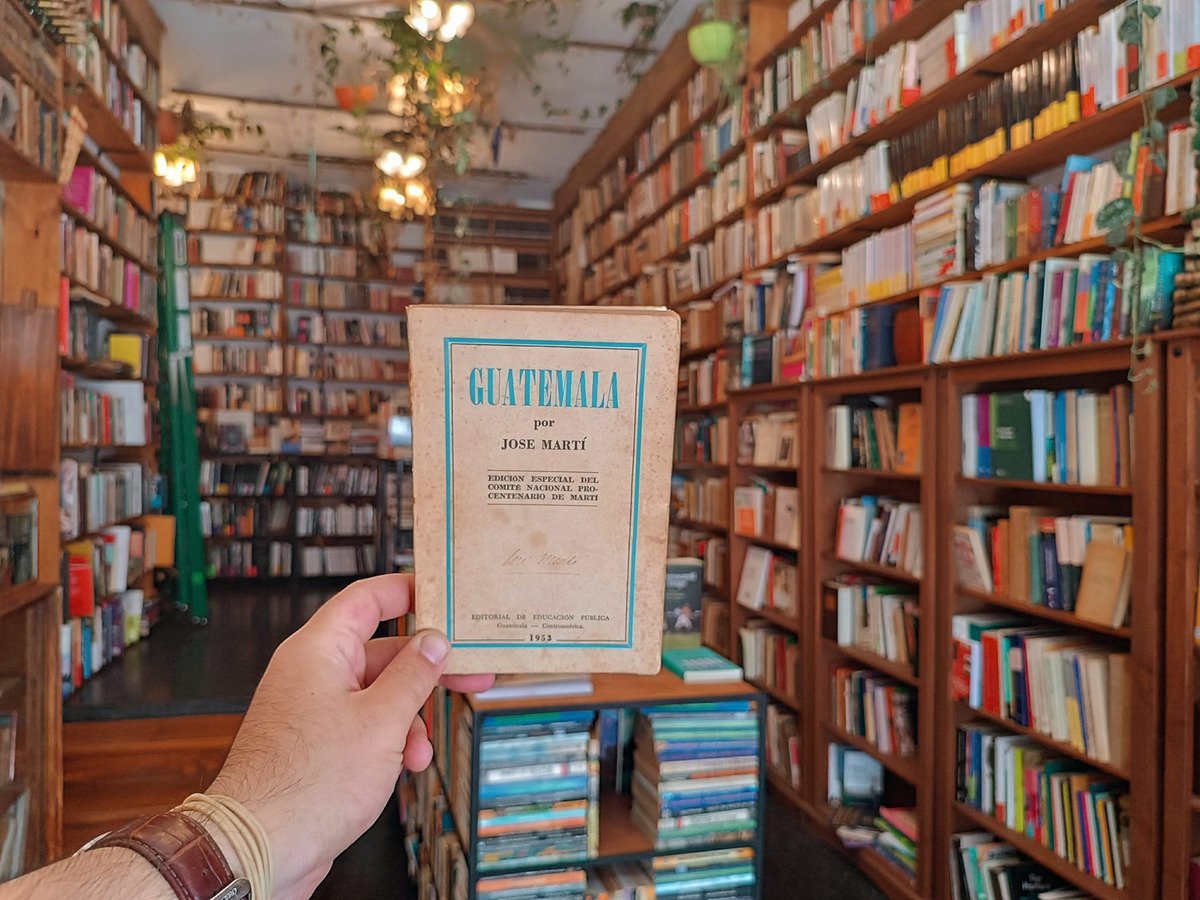 GUATEMALA
por
JOSE MARTÍ
EDICION ESPECIAL DEL
COMITE NACIONAL PRO-
CENTENARIO DE MARTI
EDITORIAL DE EDUCACION PUBLICA
Guatemala — Centroamérica.
1953